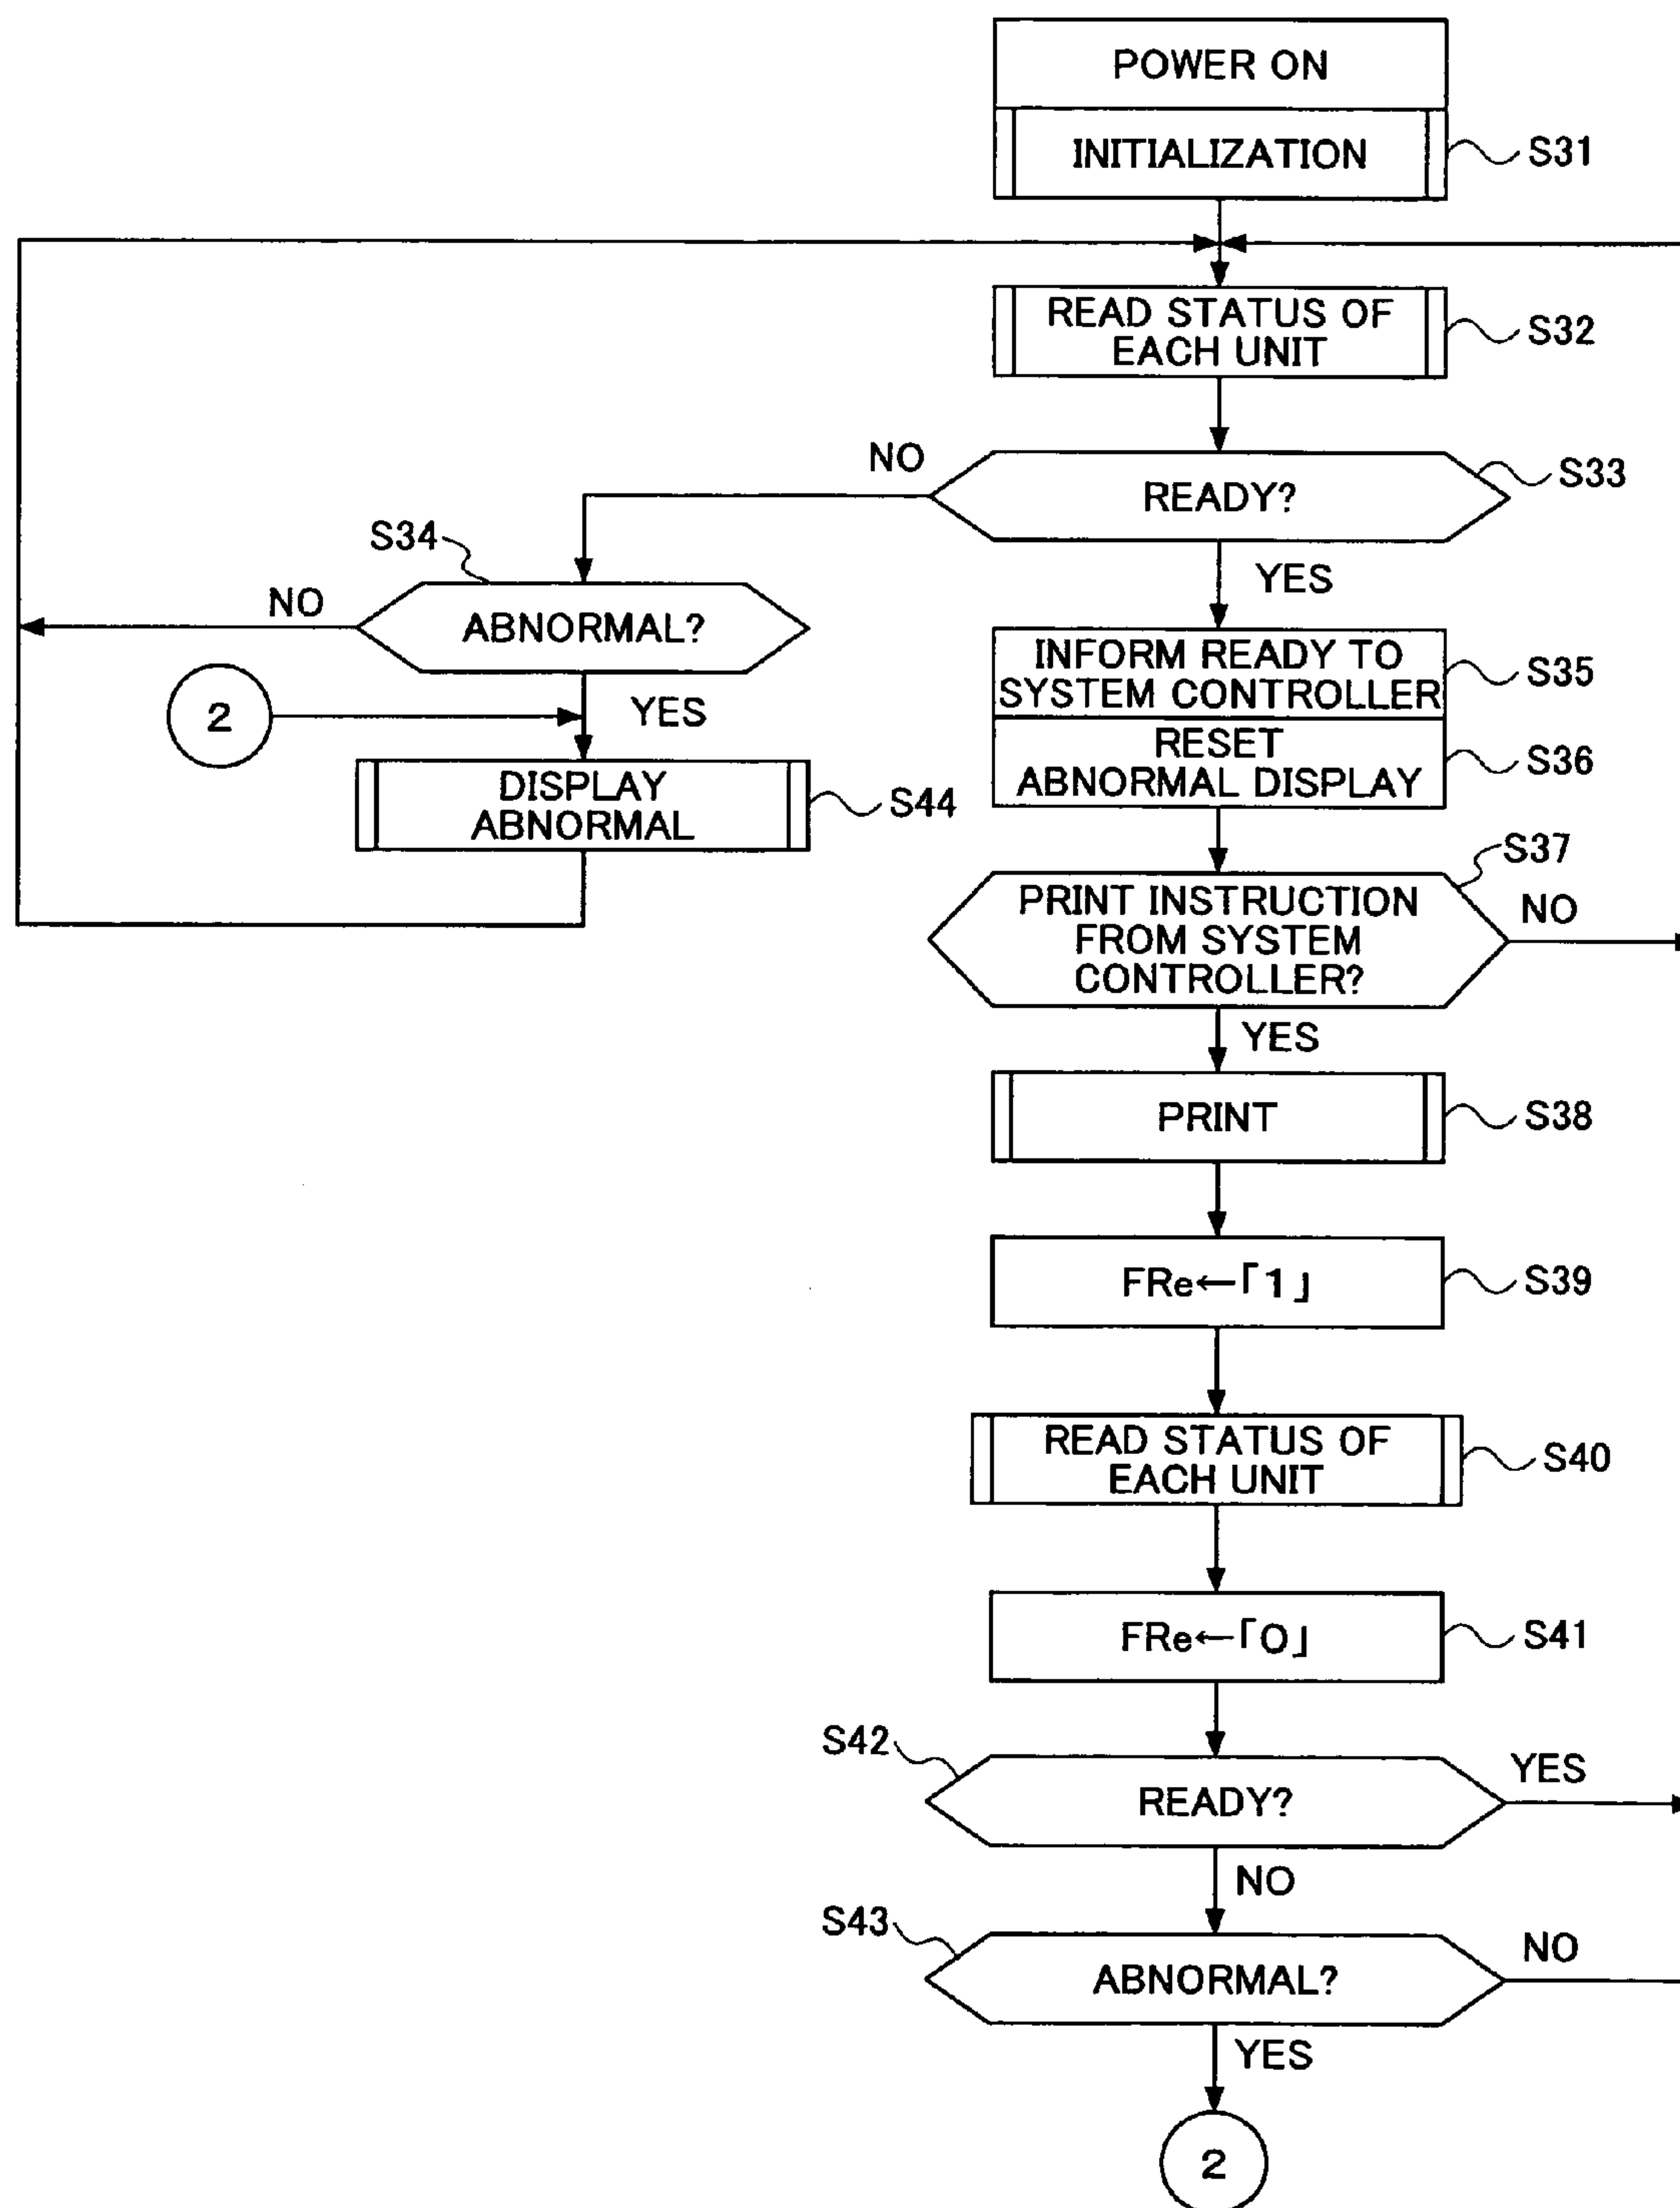 POWER ON
INITIALIZATION
S31
READ STATUS OF
EACH UNIT
S32
NO
READY?
S33
S34
YES
NO
ABNORMAL?
INFORM READY TO
SYSTEM CONTROLLER
S35
2
YES
RESET
ABNORMAL DISPLAY
S36
DISPLAY
ABNORMAL
S44
S37
PRINT INSTRUCTION
FROM SYSTEM
CONTROLLER?
NO
YES
PRINT
S38
FRe←「1」
S39
READ STATUS OF
EACH UNIT
S40
FRe←「0」
S41
S42
READY?
YES
NO
S43
ABNORMAL?
NO
YES
2